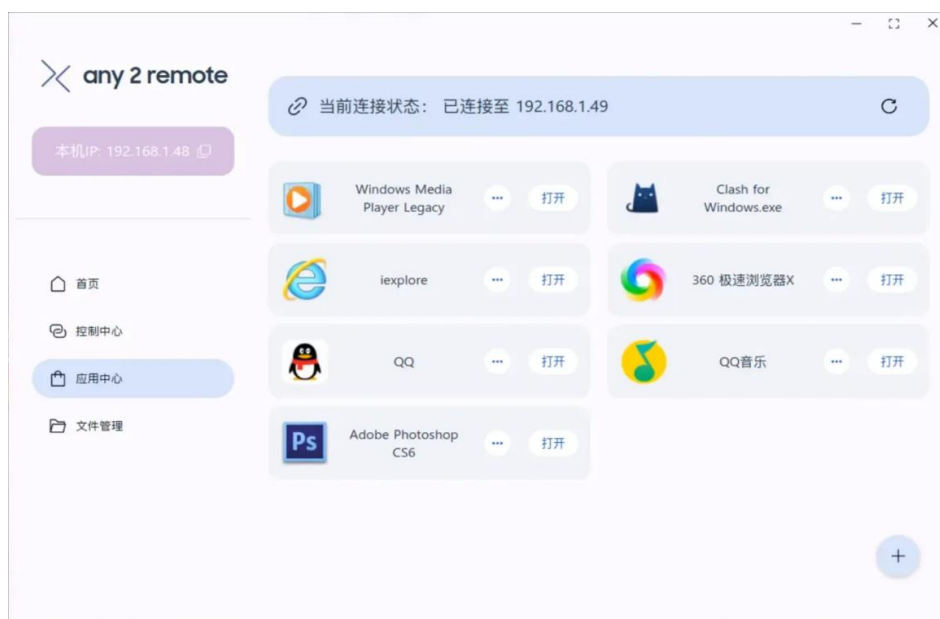 any 2 remote
本机IP: 192.168.1.48
首页
控制中心
应用中心
文件管理
当前连接状态： 已连接至 192.168.1.49
Windows Media
Player Legacy
打开
Clash for
Windows.exe
打开
iexplore
打开
360 极速浏览器X
打开
QQ
打开
QQ音乐
打开
Ps
Adobe Photoshop
CS6
打开